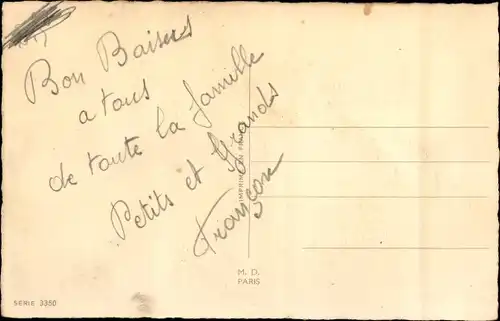 Bon Baisers
a tous
de toute la famille
Petits et Grands
Françoise
IMPRIMÉ EN FRANCE
M. D.
PARIS
SERIE 3350